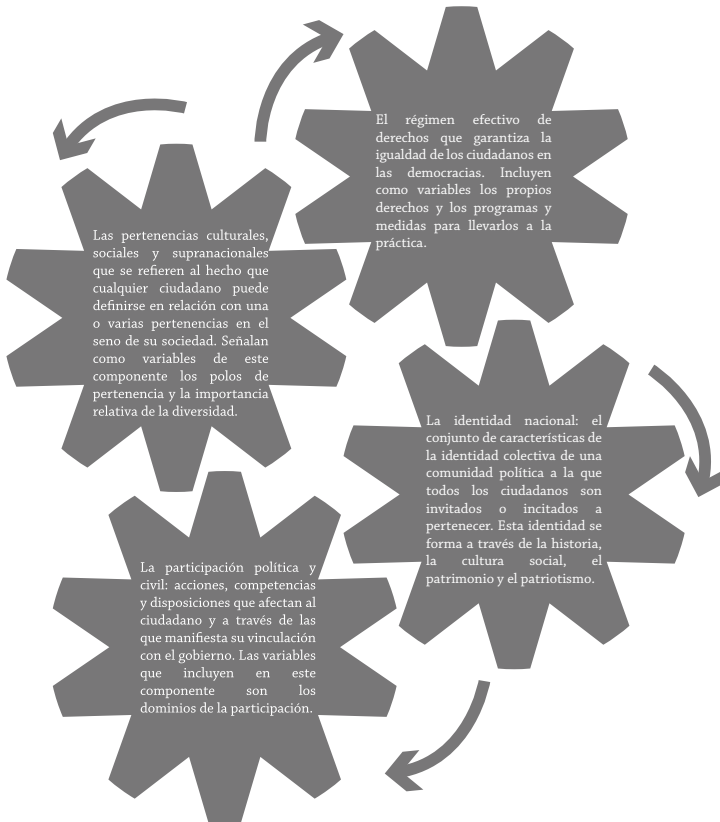 El régimen efectivo de
derechos que garantiza la
igualdad de los ciudadanos en
las democracias. Incluyen
como variables los propios
derechos y los programas y
medidas para llevarlos a la
práctica.
Las pertenencias culturales,
sociales y supranacionales
que se refieren al hecho que
cualquier ciudadano puede
definirse en relación con una
o varias pertenencias en el
seno de su sociedad. Señalan
como variables de este
componente los polos de
pertenencia y la importancia
relativa de la diversidad.
La identidad nacional: el
conjunto de características de
la identidad colectiva de una
comunidad política a la que
todos los ciudadanos son
invitados o incitados a
pertenecer. Esta identidad se
forma a través de la historia,
la cultura social, el
patrimonio y el patriotismo.
La participación política y
civil: acciones, competencias
y disposiciones que afectan al
ciudadano y a través de las
que manifiesta su vinculación
con el gobierno. Las variables
que incluyen en este
componente son los
dominios de la participación.